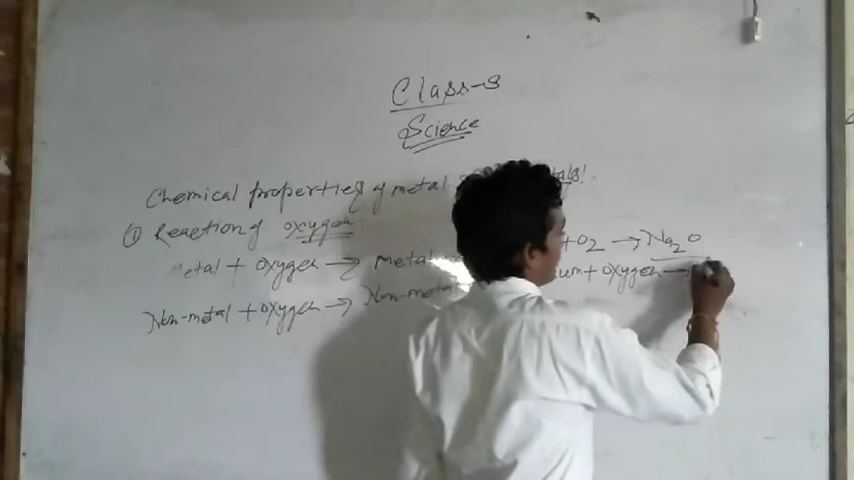 Class-8
Science
Chemical properties of metal
① Reaction of oxygen
Metal + Oxygen → Metal
+O2 → Na2O
+ Oxygen →
Non-metal + Oxygen → Non-metal